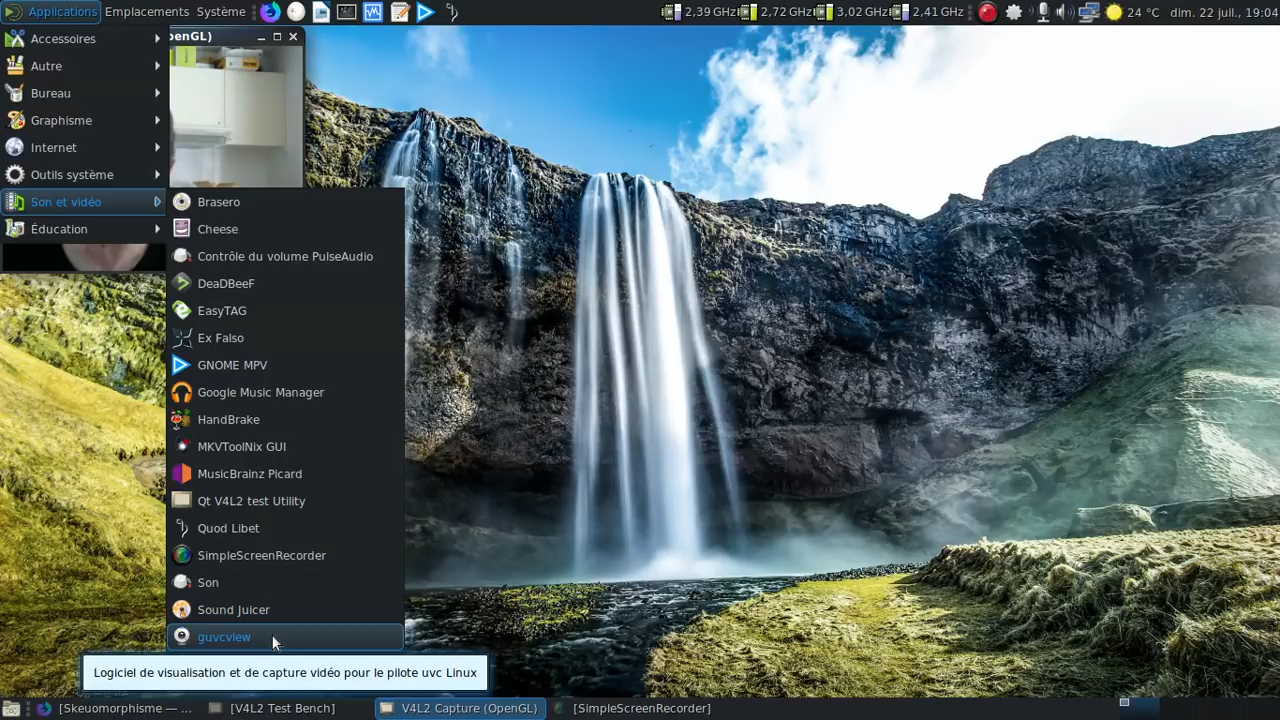 Applications Emplacements Système 2,39 GHz 2,72 GHz 3,02 GHz 2,41 GHz 24 °C dim. 22 juil., 19:04
penGL)
Accessoires
Autre
Bureau
Graphisme
Internet
Outils système
Son et vidéo
Éducation
Brasero
Cheese
Contrôle du volume PulseAudio
DeaDBeeF
EasyTAG
Ex Falso
GNOME MPV
Google Music Manager
HandBrake
MKVToolNix GUI
MusicBrainz Picard
Qt V4L2 test Utility
Quod Libet
SimpleScreenRecorder
Son
Sound Juicer
guvcview
Logiciel de visualisation et de capture vidéo pour le pilote uvc Linux
[Skeuomorphisme — ... [V4L2 Test Bench] V4L2 Capture (OpenGL) [SimpleScreenRecorder]